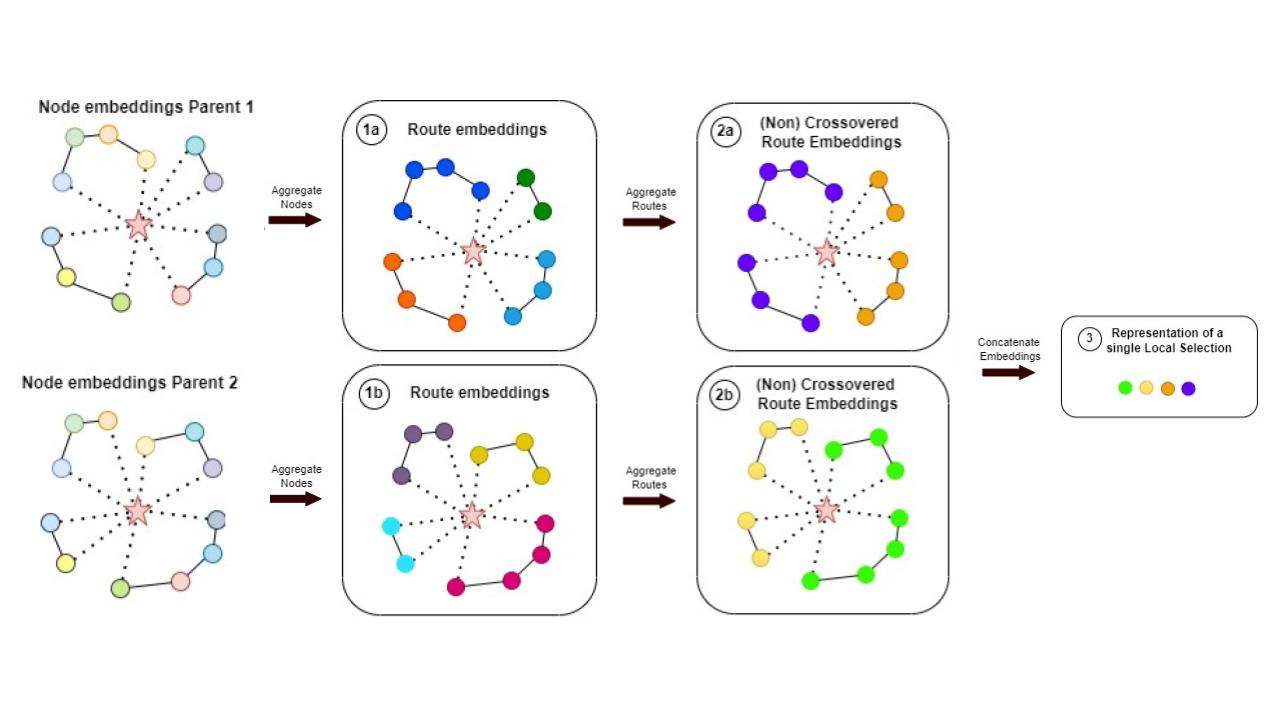 Node embeddings Parent 1
Aggregate
Nodes
1a
Route embeddings
Aggregate
Routes
2a
(Non) Crossovered
Route Embeddings
Node embeddings Parent 2
Aggregate
Nodes
1b
Route embeddings
Aggregate
Routes
2b
(Non) Crossovered
Route Embeddings
Concatenate
Embeddings
3
Representation of a
single Local Selection